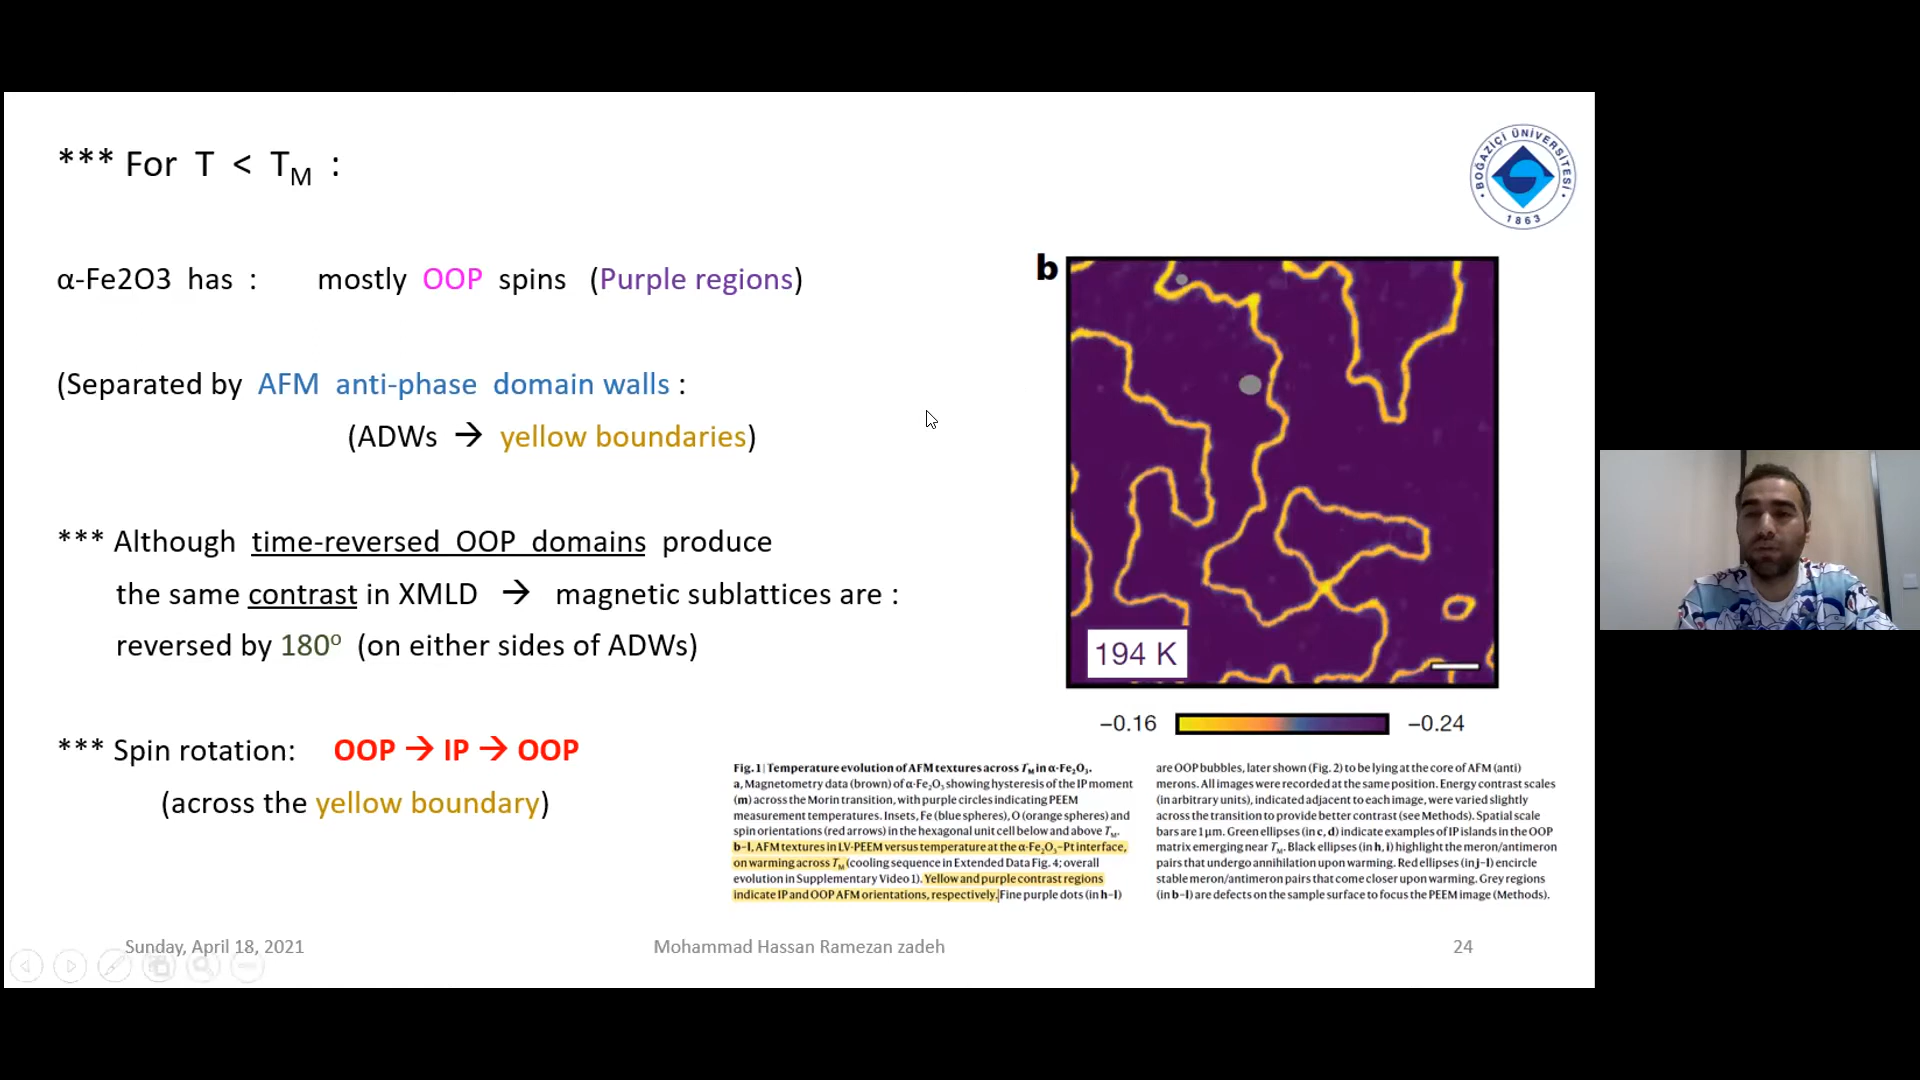 *** For T < TM :
BOĞAZİÇİ ÜNİVERSİTESİ
1863
α-Fe2O3 has : mostly OOP spins (Purple regions)
(Separated by AFM anti-phase domain walls :
(ADWs → yellow boundaries)
*** Although time-reversed OOP domains produce
the same contrast in XMLD → magnetic sublattices are :
reversed by 180º (on either sides of ADWs)
*** Spin rotation: OOP → IP → OOP
(across the yellow boundary)
b
194 K
−0.16
−0.24
Fig. 1 | Temperature evolution of AFM textures across TM in α-Fe2O3.
a, Magnetometry data (brown) of α-Fe2O3 showing hysteresis of the IP moment
(m) across the Morin transition, with purple circles indicating PEEM
measurement temperatures. Insets, Fe (blue spheres), O (orange spheres) and
spin orientations (red arrows) in the hexagonal unit cell below and above TM.
b–l, AFM textures in LV-PEEM versus temperature at the α-Fe2O3–Pt interface,
on warming across TM (cooling sequence in Extended Data Fig. 4; overall
evolution in Supplementary Video 1). Yellow and purple contrast regions
indicate IP and OOP AFM orientations, respectively. Fine purple dots (in h–l)
are OOP bubbles, later shown (Fig. 2) to be lying at the core of AFM (anti)
merons. All images were recorded at the same position. Energy contrast scales
(in arbitrary units), indicated adjacent to each image, were varied slightly
across the transition to provide better contrast (see Methods). Spatial scale
bars are 1 μm. Green ellipses (in c, d) indicate examples of IP islands in the OOP
matrix emerging near TM. Black ellipses (in h, i) highlight the meron/antimeron
pairs that undergo annihilation upon warming. Red ellipses (in j–l) encircle
stable meron/antimeron pairs that come closer upon warming. Grey regions
(in b–l) are defects on the sample surface to focus the PEEM image (Methods).
Sunday, April 18, 2021
Mohammad Hassan Ramezan zadeh
24